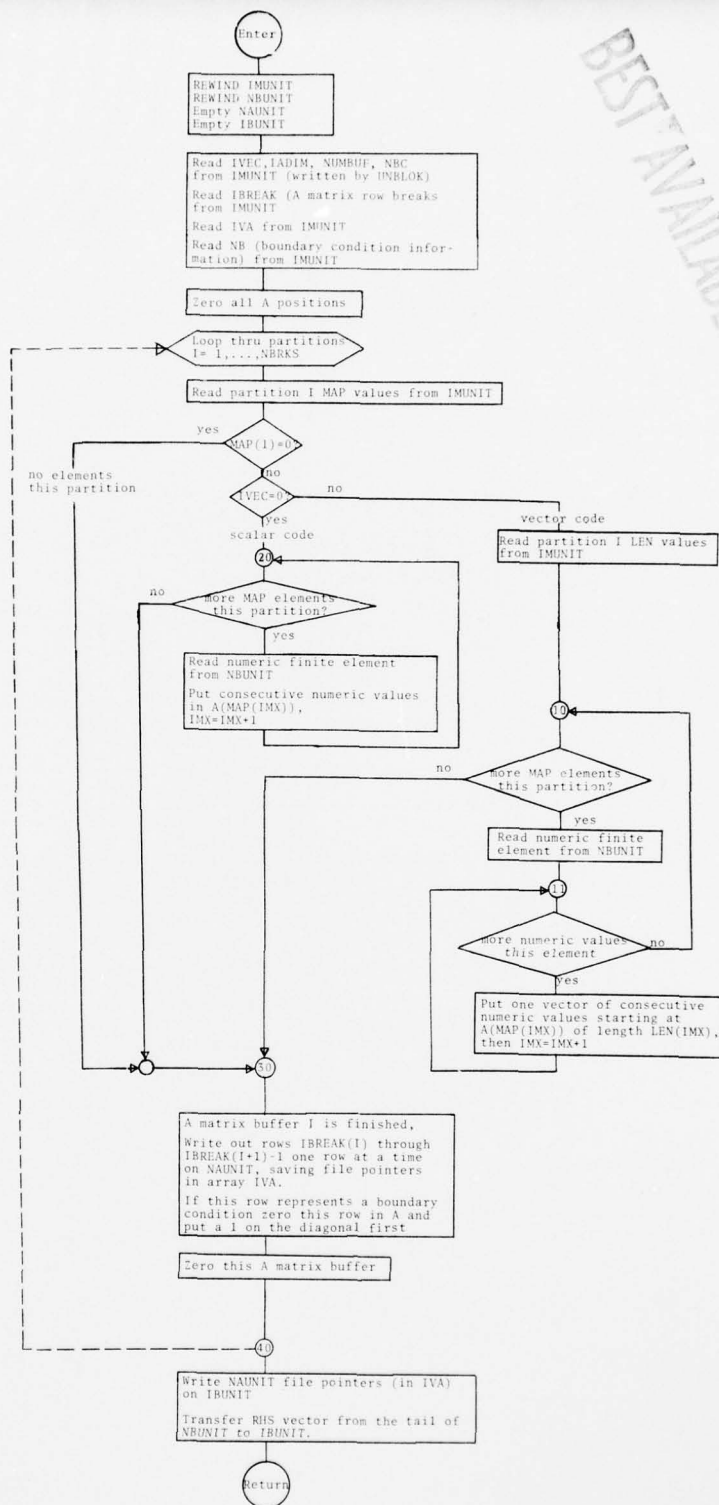 Enter
BEST AVAILAB
REWIND IMUNIT
REWIND NBUNIT
Empty NAUNIT
Empty IBUNIT
Read IVEC,IADIM, NUMBUF, NBC
from IMUNIT (written by UNBLOK)
Read IBREAK (A matrix row breaks
from IMUNIT
Read IVA from IMUNIT
Read NB (boundary condition infor-
mation) from IMUNIT
Zero all A positions
Loop thru partitions
I= 1,...,NBRKS
Read partition I MAP values from IMUNIT
yes
MAP(1)=0?
no elements
this partition
no
IVEC=0?
no
yes
scalar code
vector code
Read partition I LEN values
from IMUNIT
20
no
more MAP elements
this partition?
yes
Read numeric finite element
from NBUNIT
Put consecutive numeric values
in A(MAP(IMX)),
IMX=IMX+1
10
no
more MAP elements
this partition?
yes
Read numeric finite
element from NBUNIT
11
more numeric values
this element
no
yes
Put one vector of consecutive
numeric values starting at
A(MAP(IMX)) of length LEN(IMX),
then IMX=IMX+1
30
A matrix buffer I is finished,
Write out rows IBREAK(I) through
IBREAK(I+1)-1 one row at a time
on NAUNIT, saving file pointers
in array IVA.
If this row represents a boundary
condition zero this row in A and
put a 1 on the diagonal first
Zero this A matrix buffer
40
Write NAUNIT file pointers (in IVA)
on IBUNIT
Transfer RHS vector from the tail of
NBUNIT to IBUNIT.
Return